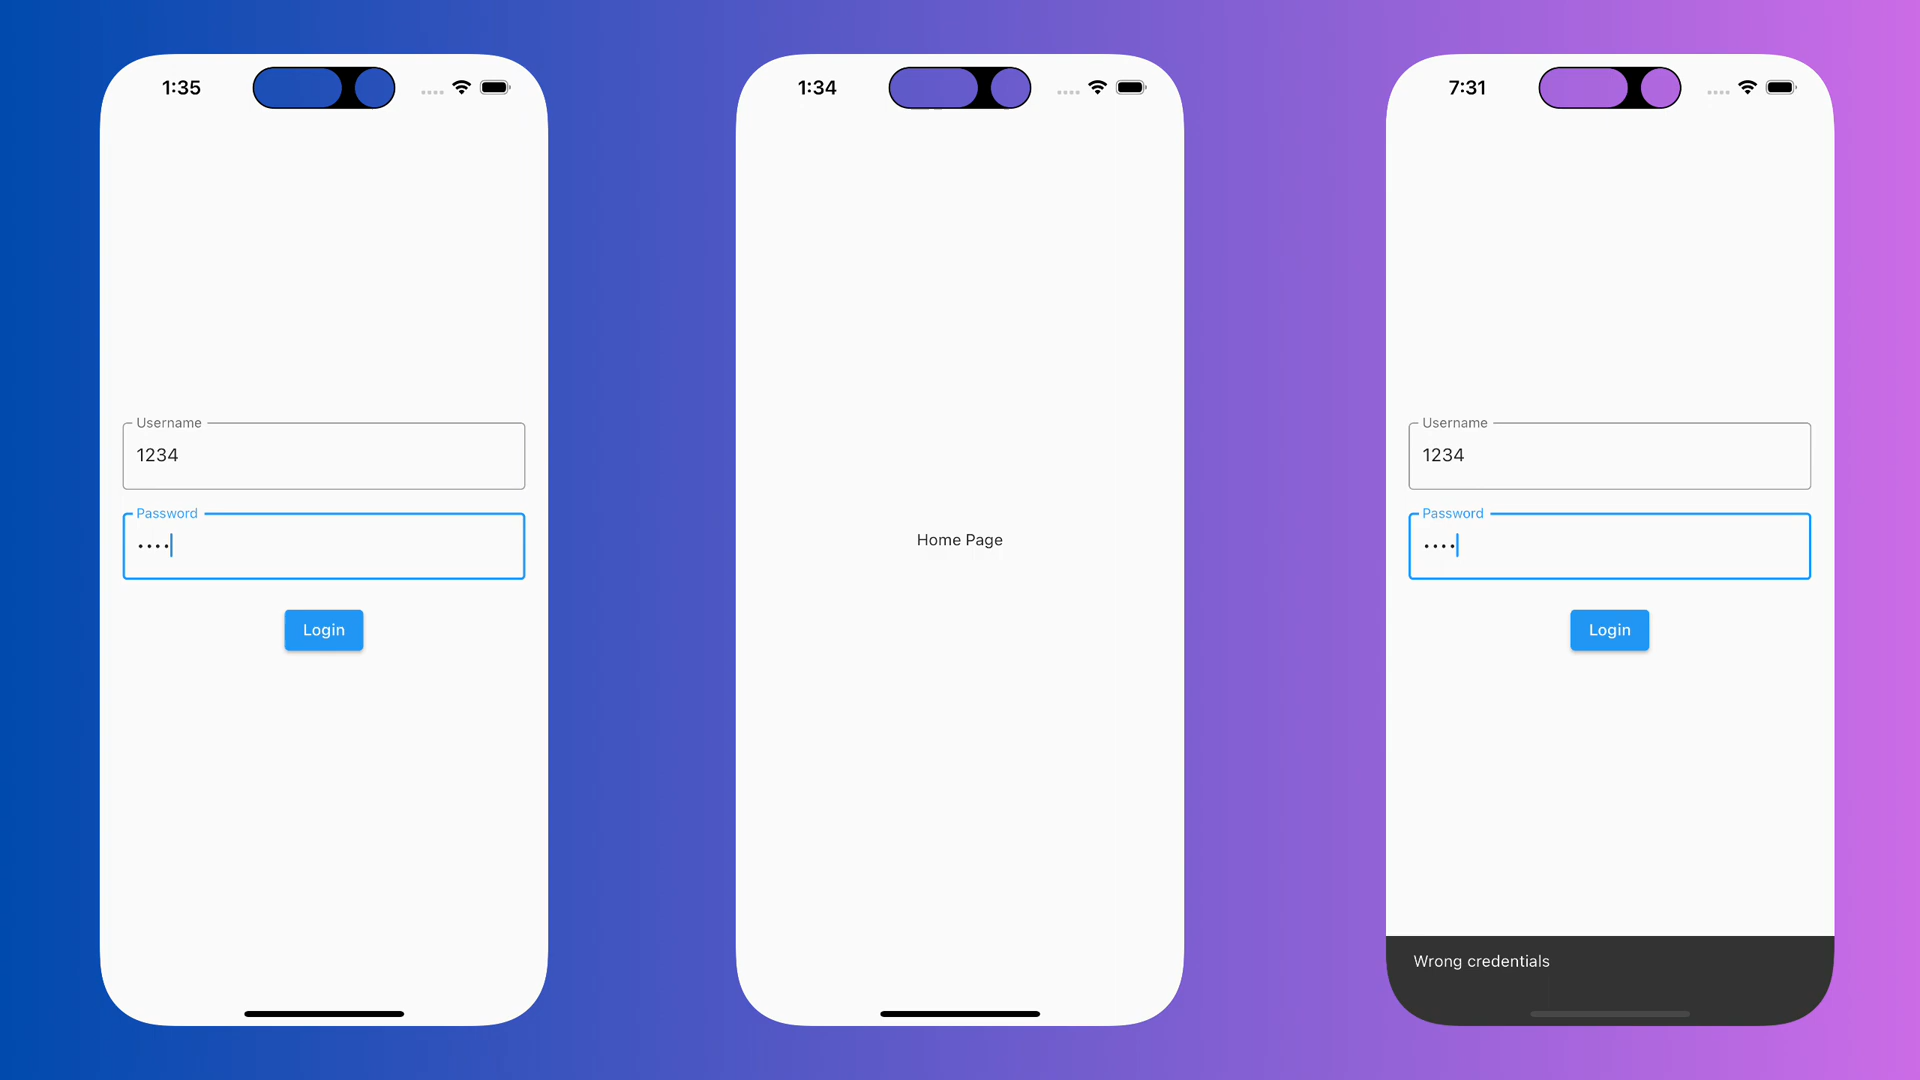 1:35
Username
1234
Password
••••
Login
1:34
Home Page
7:31
Username
1234
Password
••••
Login
Wrong credentials